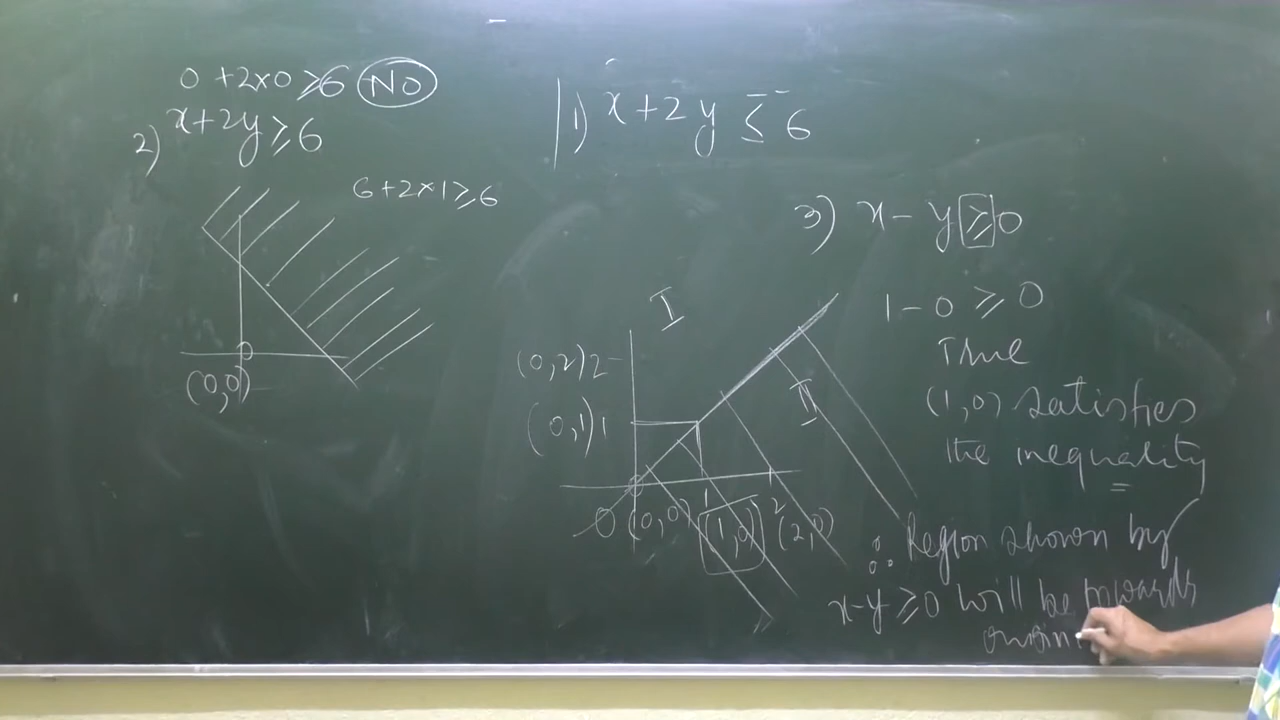 0 + 2×0 ⩾ 6 NO
2) x + 2y ⩾ 6
6 + 2×1 ⩾ 6
(0,0)
1) x + 2y ≤ 6
3) x - y ⩾ 0
I
(0,2) 2
(0,1) 1
II
1 2
O (0,0) (1,0) (2,0)
1 - 0 ⩾ 0
True
(1,0) satisfies
the inequality
∴ Region shown by
x-y ⩾ 0 will be towards
origin